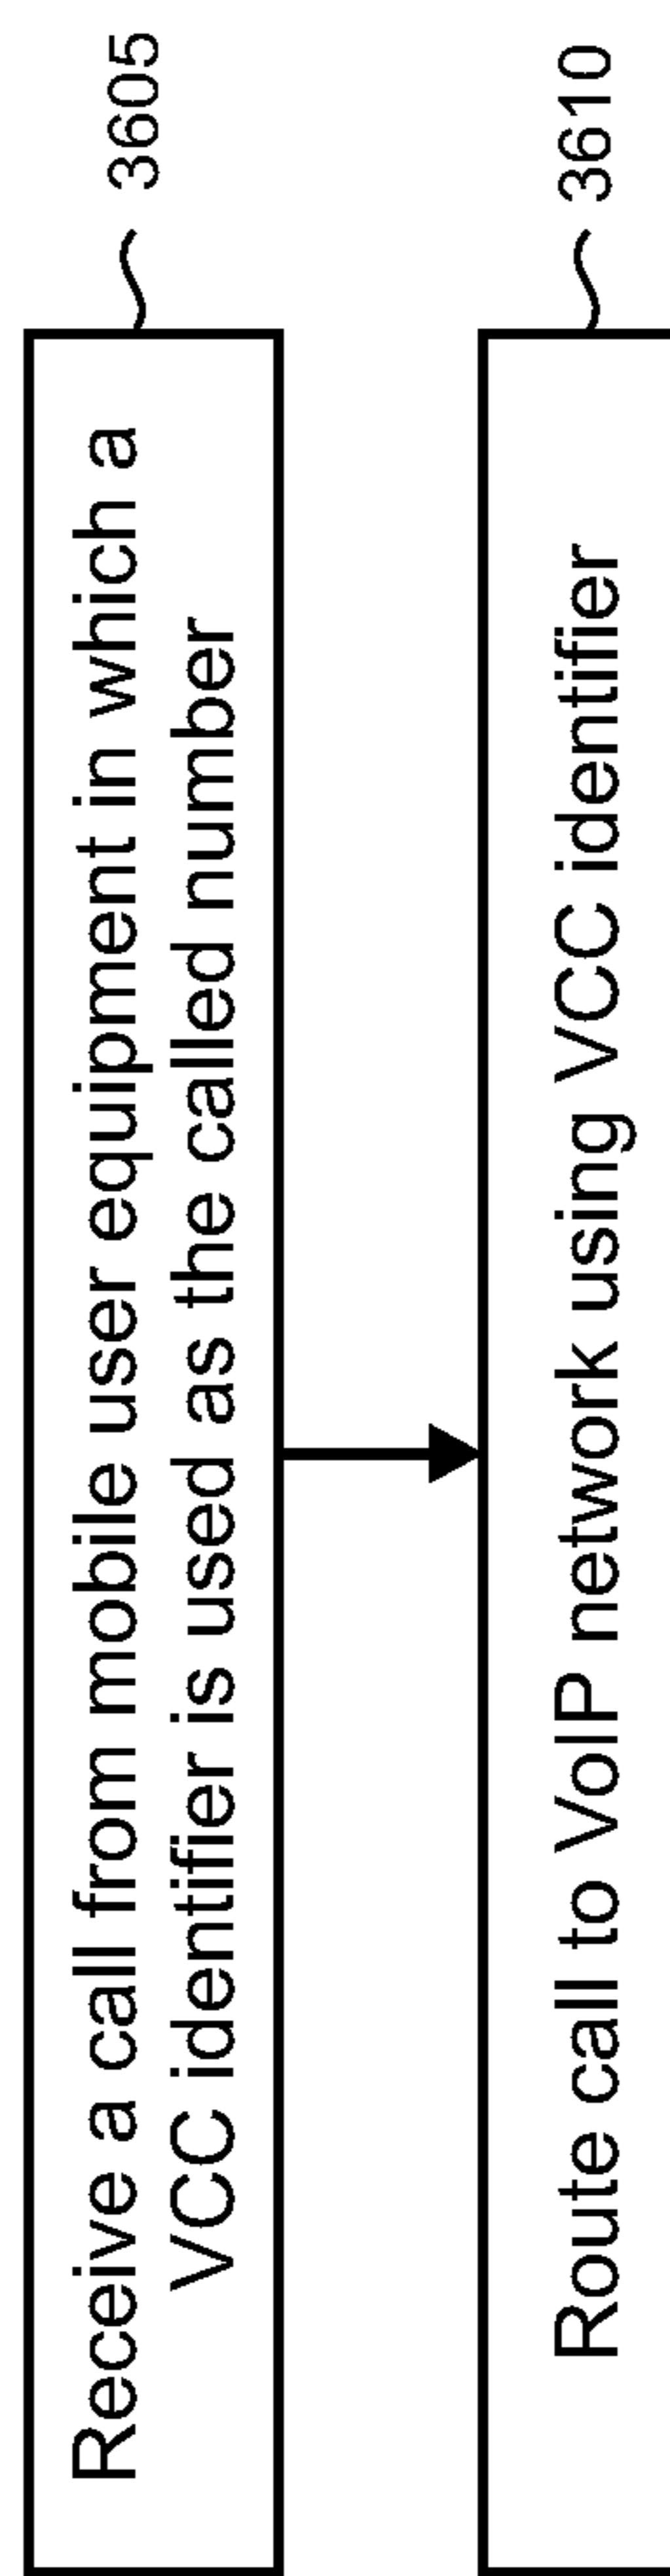 Receive a call from mobile user equipment in which a
VCC identifier is used as the called number
3605
Route call to VoIP network using VCC identifier
3610